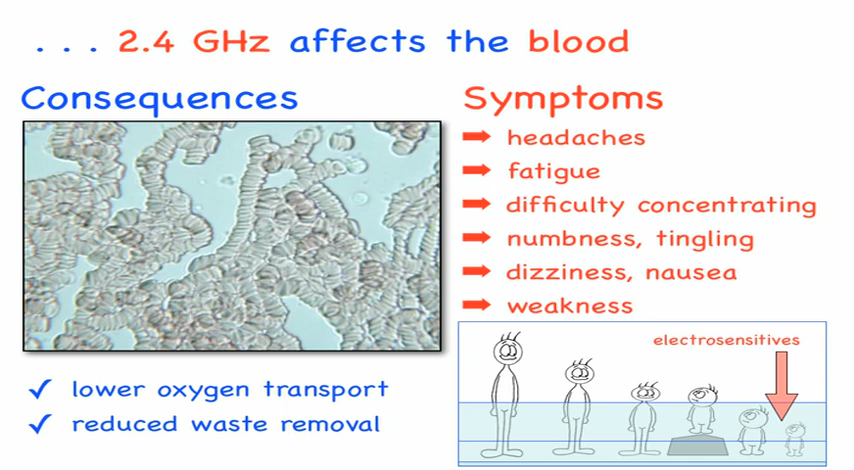 . . . 2.4 GHz affects the blood
Consequences
lower oxygen transport
reduced waste removal
Symptoms
headaches
fatigue
difficulty concentrating
numbness, tingling
dizziness, nausea
weakness
electrosensitives